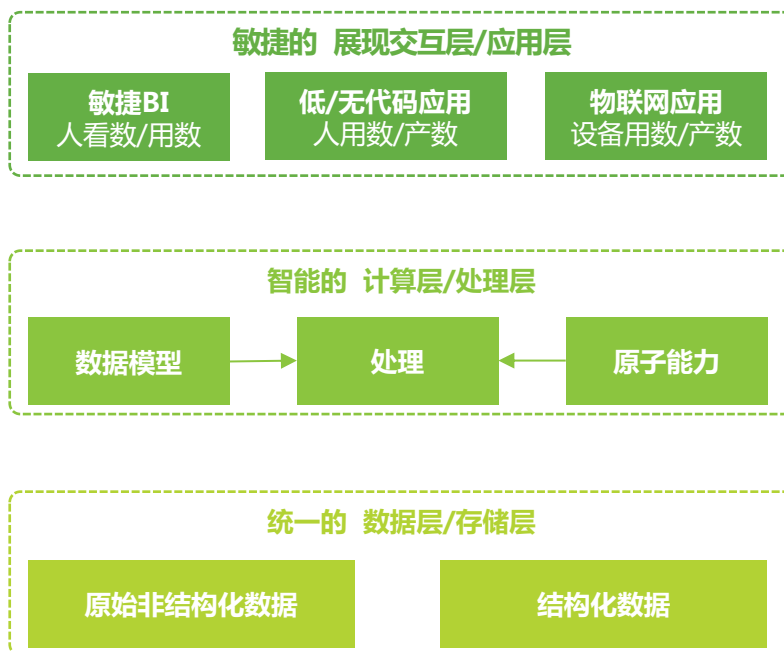 敏捷的 展现交互层/应用层
敏捷BI
人看数/用数
低/无代码应用
人用数/产数
物联网应用
设备用数/产数
智能的 计算层/处理层
数据模型
处理
原子能力
统一的 数据层/存储层
原始非结构化数据
结构化数据